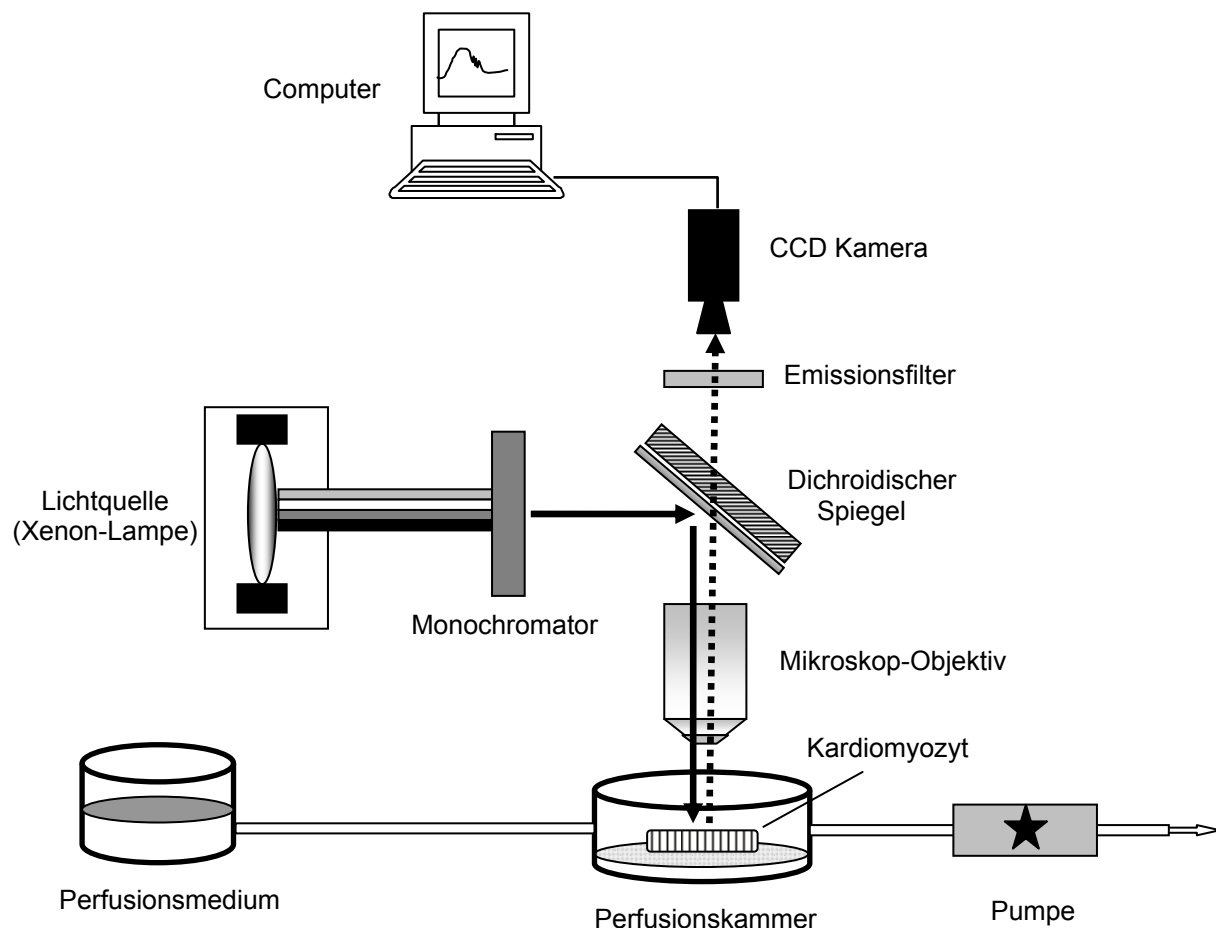 Computer
CCD Kamera
Emissionsfilter
Dichroidischer
Spiegel
Lichtquelle
(Xenon-Lampe)
Monochromator
Mikroskop-Objektiv
Kardiomyozyt
Perfusionsmedium
Perfusionskammer
Pumpe